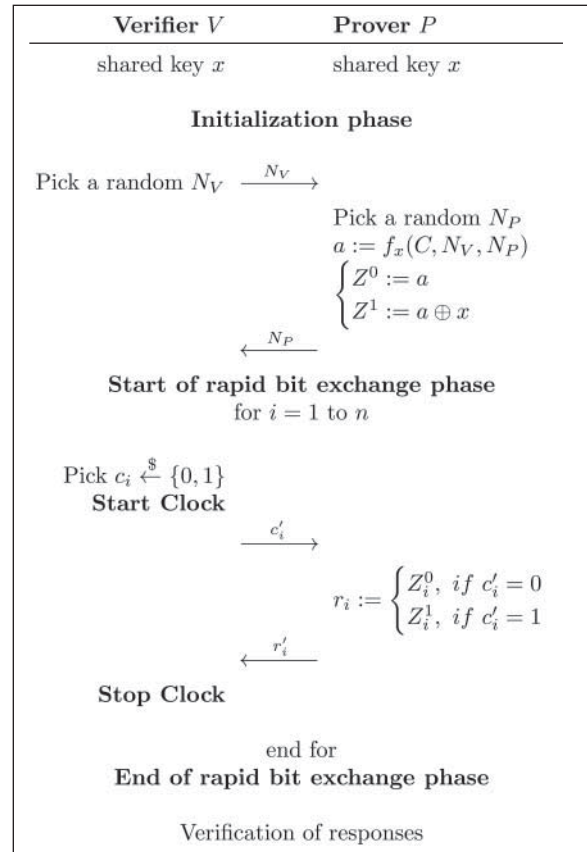 Verifier V Prover P
shared key x shared key x
Initialization phase
Pick a random N_V N_V
Pick a random N_P
a := f_x(C, N_V, N_P)
{ Z^0 := a
Z^1 := a ⊕ x
N_P
Start of rapid bit exchange phase
for i = 1 to n
Pick c_i $← {0, 1}
Start Clock
c'_i
r_i := { Z_i^0, if c'_i = 0
Z_i^1, if c'_i = 1
r'_i
Stop Clock
end for
End of rapid bit exchange phase
Verification of responses